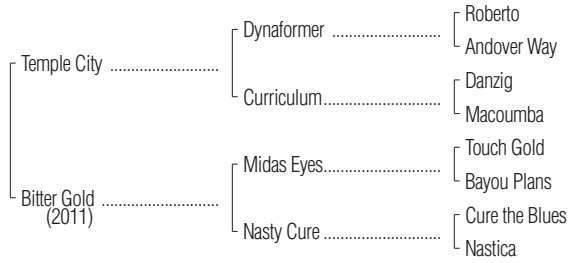 Roberto
Dynaformer ..............................
Andover Way
Temple City ..............................
Danzig
Curriculum..............................
Macoumba
Touch Gold
Midas Eyes..............................
Bayou Plans
Bitter Gold ..............................
(2011)
Cure the Blues
Nasty Cure ..............................
Nastica